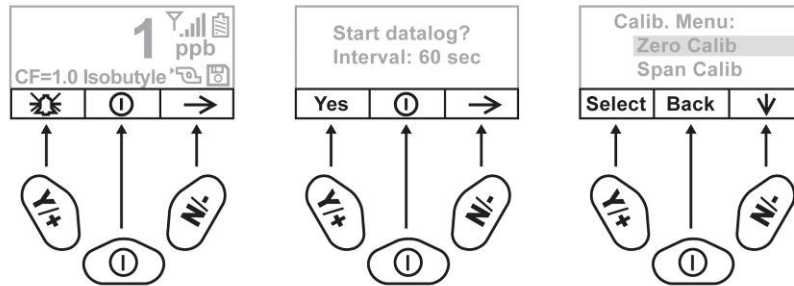 1
ppb
CF=1.0 Isobutyle
Y/+
N/-
Start datalog?
Interval: 60 sec
Yes
Y/+
N/-
Calib. Menu:
Zero Calib
Span Calib
Select Back
Y/+
N/-